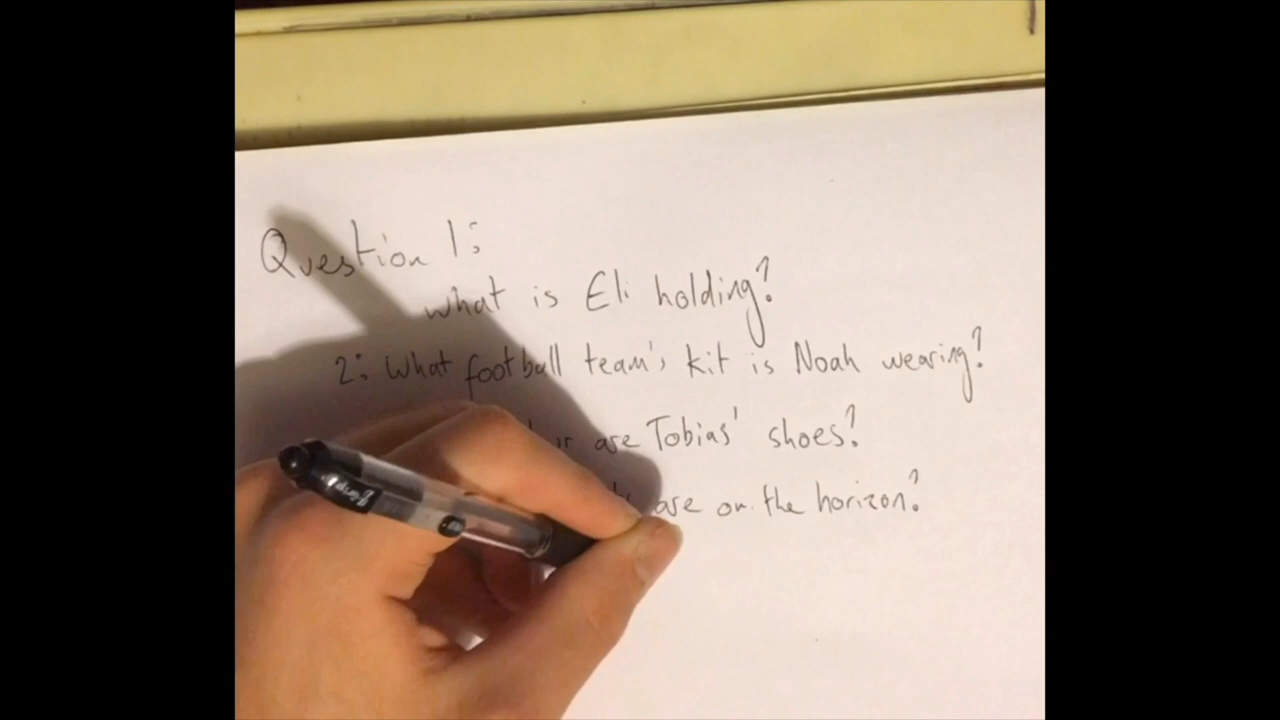 Question 1:
what is Eli holding?
2: What football team's kit is Noah wearing?
are Tobias' shoes?
are on the horizon?